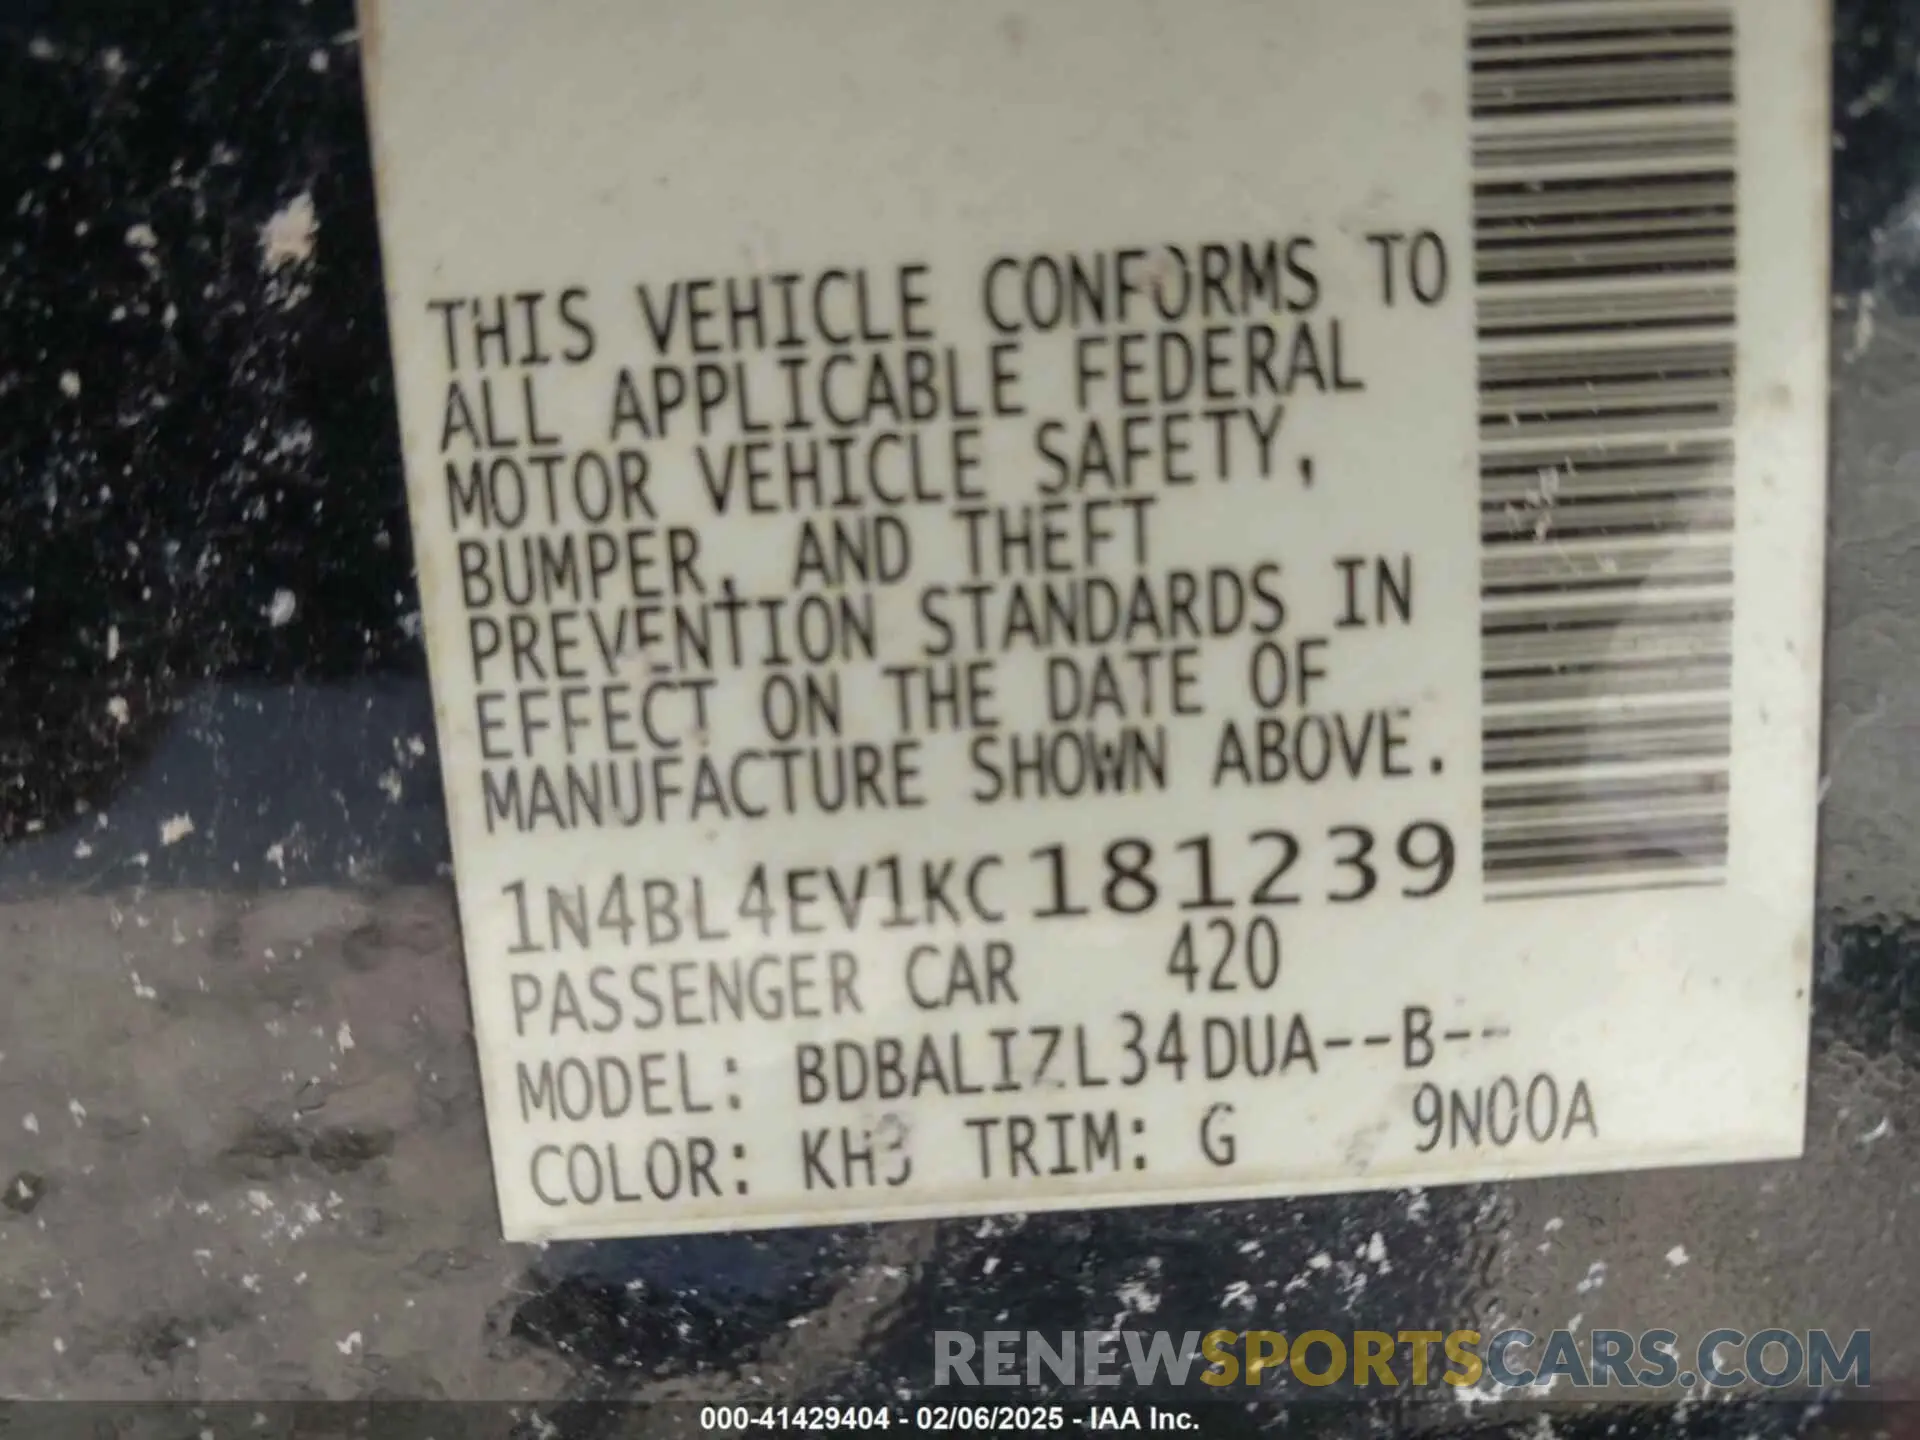 THIS VEHICLE CONFORMS TO
ALL APPLICABLE FEDERAL
MOTOR VEHICLE SAFETY,
BUMPER, AND THEFT
PREVENTION STANDARDS IN
EFFECT ON THE DATE OF
MANUFACTURE SHOWN ABOVE.
1N4BL4EV1KC181239
PASSENGER CAR 420
MODEL: BDBALIZL34DUA--B--
COLOR: KH3 TRIM: G 9N00A
RENEWSPORTSCARS.COM
000-41429404 - 02/06/2025 - IAA Inc.